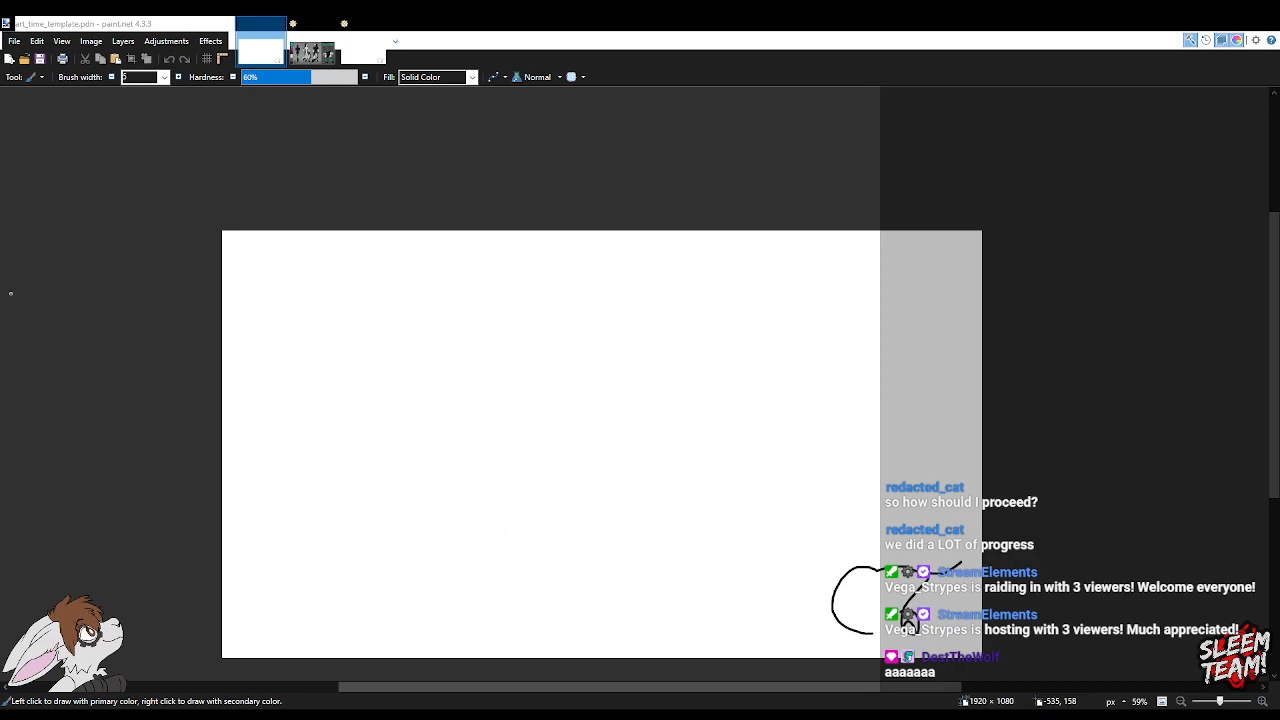 art_time_template.pdn - paint.net 4.3.3
File Edit View Image Layers Adjustments Effects
Tool: Brush width: Hardness: 60% Fill: Solid Color Normal
redacted_cat
so how should I proceed?
redacted_cat
we did a LOT of progress
StreamElements
Vega_Strypes is raiding in with 3 viewers! Welcome everyone!
StreamElements
Vega_Strypes is hosting with 3 viewers! Much appreciated!
DestTheWolf
aaaaaaa
SLEEM
TEAM!
Left click to draw with primary color, right click to draw with secondary color. 1920 × 1080 -535, 158 px 59%